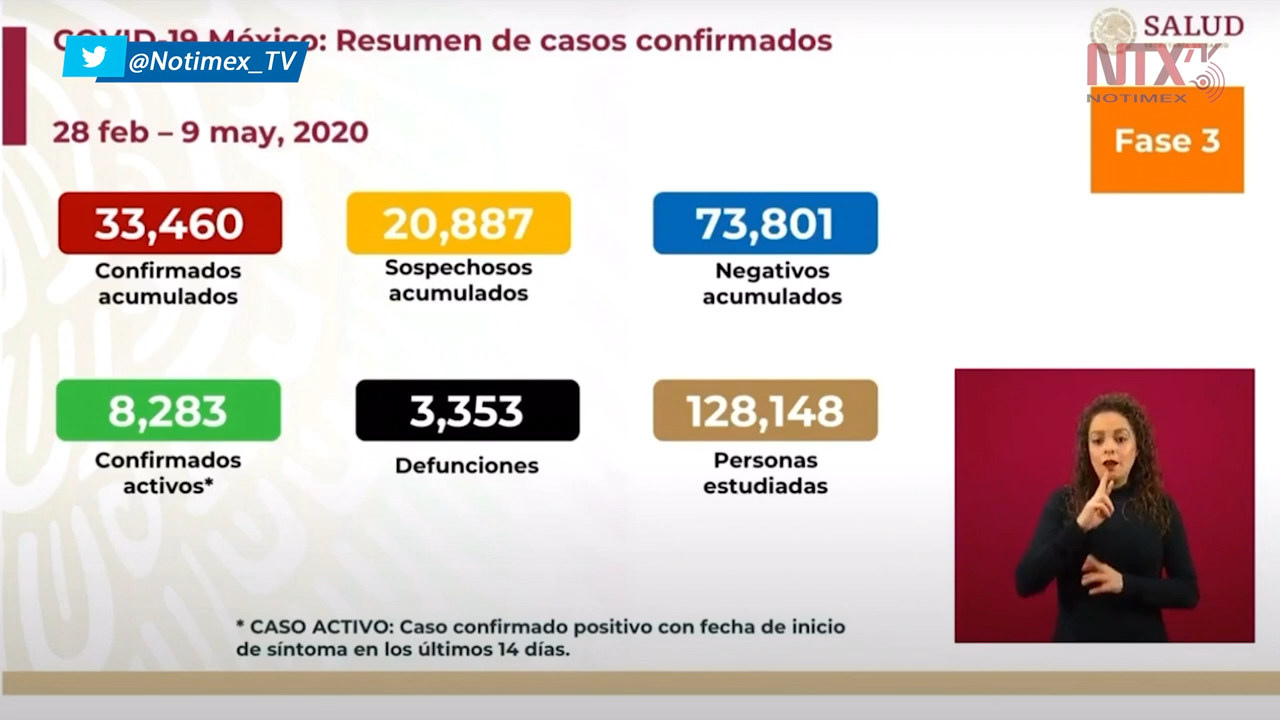 COVID-19 México: Resumen de casos confirmados
@Notimex_TV
SALUD
NTX
NOTIMEX
28 feb – 9 may, 2020
Fase 3
33,460
Confirmados
acumulados
20,887
Sospechosos
acumulados
73,801
Negativos
acumulados
8,283
Confirmados
activos*
3,353
Defunciones
128,148
Personas
estudiadas
* CASO ACTIVO: Caso confirmado positivo con fecha de inicio
de síntoma en los últimos 14 días.